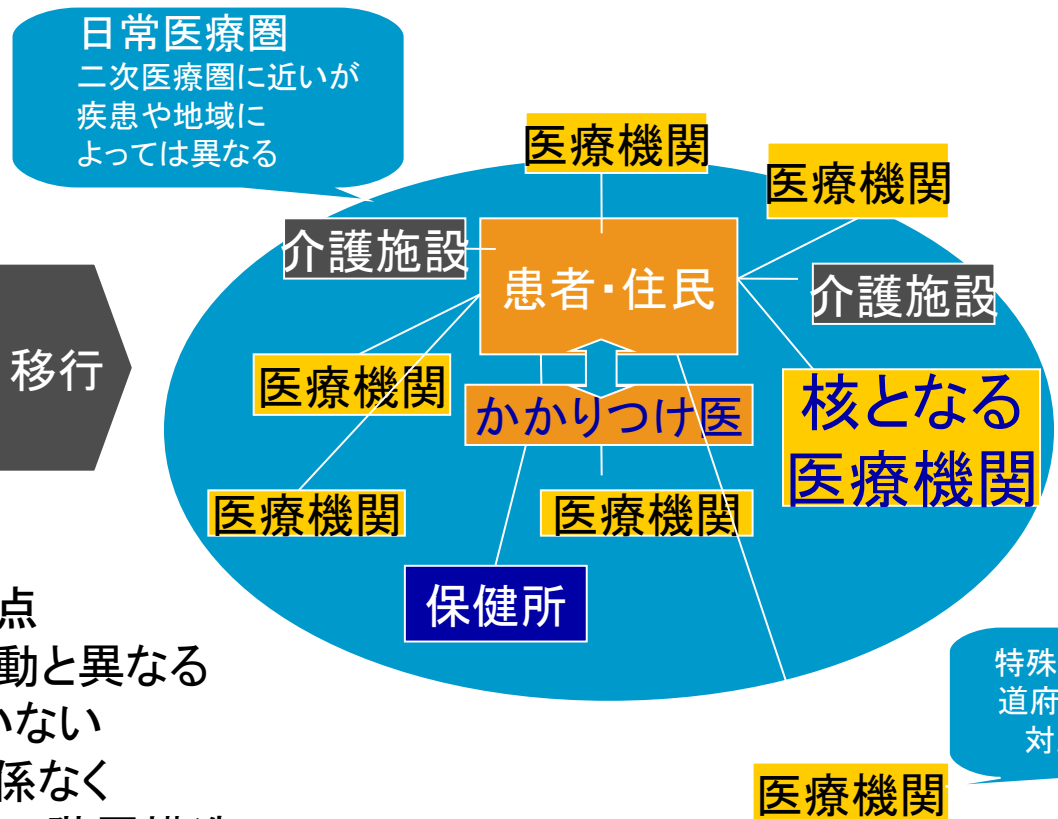 日常医療圏
二次医療圏に近いが
疾患や地域に
よっては異なる
医療機関
医療機関
介護施設
患者・住民
介護施設
移行
医療機関
かかりつけ医
核となる
医療機関
医療機関
医療機関
保健所
点
動と異なる
いない
係なく
特殊
道府
対
医療機関